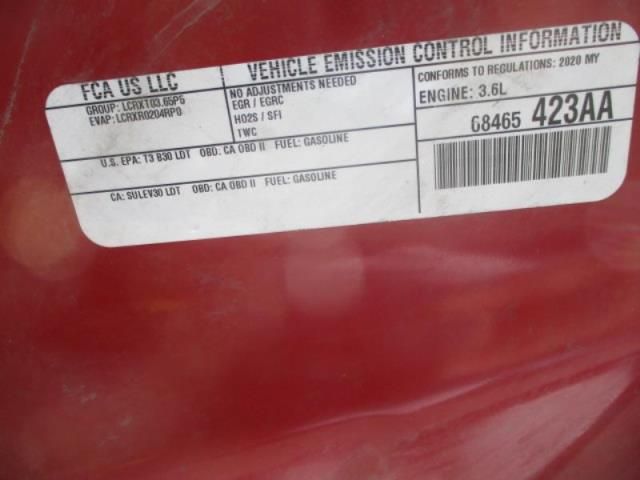 FCA US LLC
VEHICLE EMISSION CONTROL INFORMATION
GROUP: LCRXT03.65P5
EVAP: LCRXR0204RP0
NO ADJUSTMENTS NEEDED
EGR / EGRC
HO2S / SFI
TWC
CONFORMS TO REGULATIONS: 2020 MY
ENGINE: 3.6L
68465 423AA
U.S. EPA: T3 B30 LDT OBD: CA OBD II FUEL: GASOLINE
CA: SULEV30 LDT OBD: CA OBD II FUEL: GASOLINE